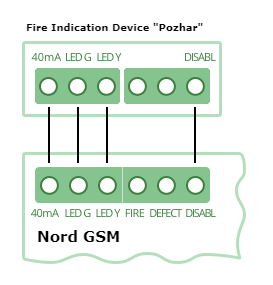 Fire Indication Device "Pozhar"
40mA LED G LED Y DISABL
40mA LED G LED Y FIRE DEFECT DISABL
Nord GSM